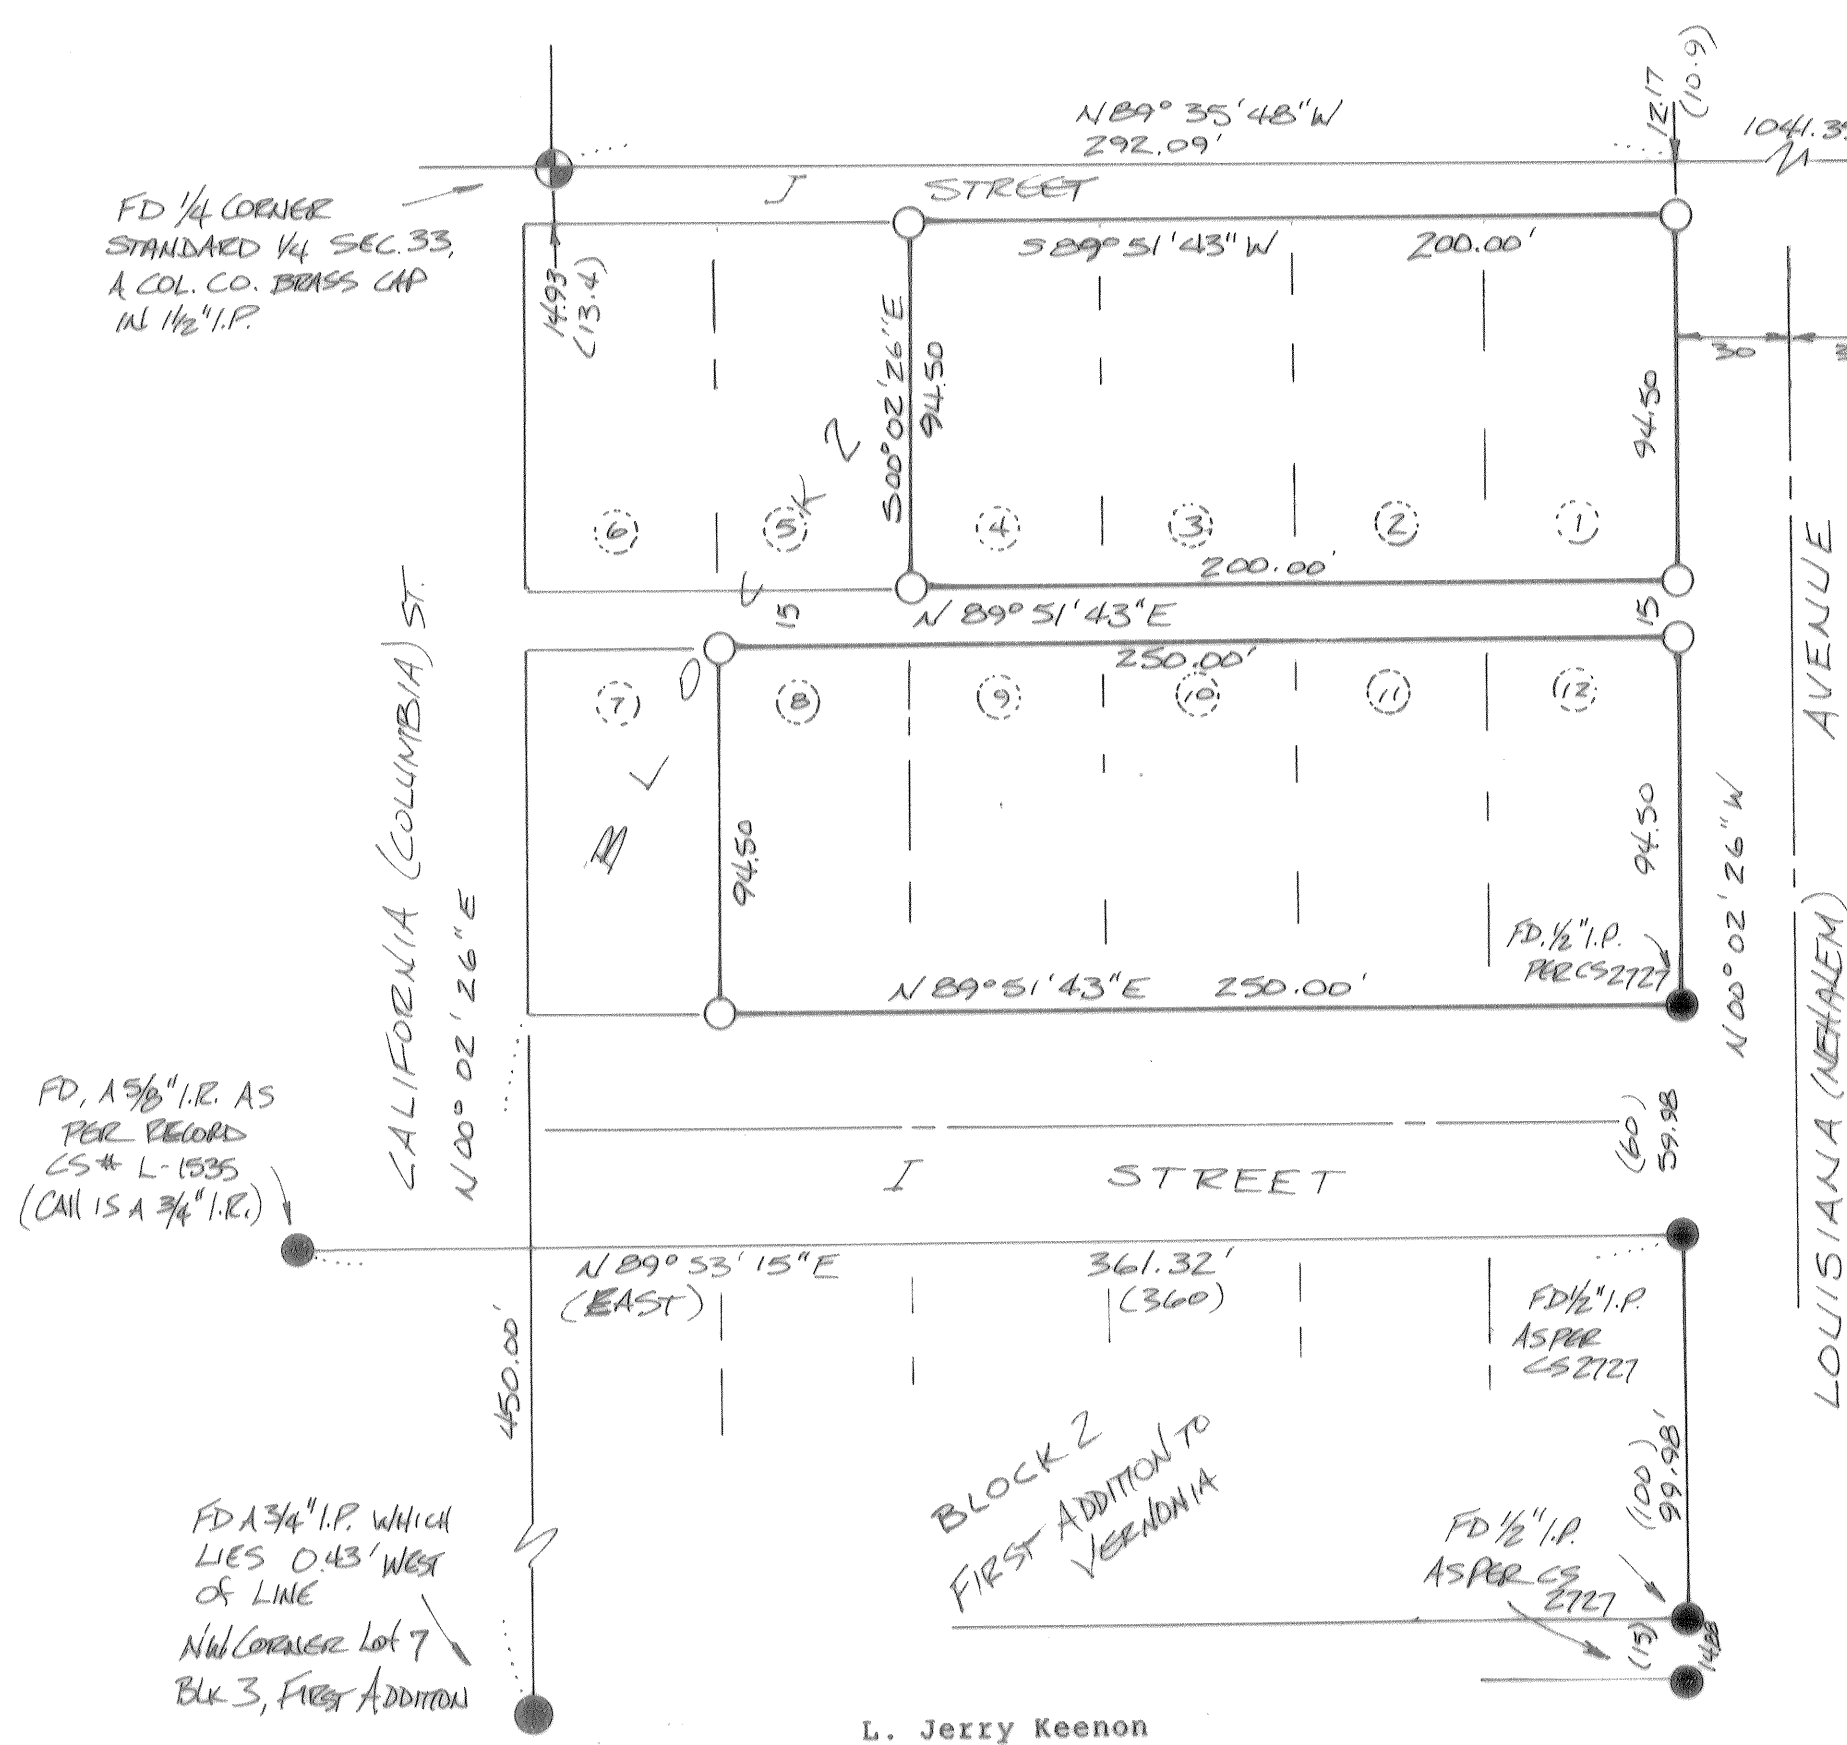 N 89° 35' 48" W
292.09'
12.17
(10.9)
1041.3
J STREET
FD 1/4 CORNER
STANDARD 1/4 SEC. 33,
A COL. CO. BRASS CAP
IN 1 1/2" I.P.
14.93
(13.4)
S 89° 51' 43" W 200.00'
S 00° 02' 26" E
94.50
94.50
30
6
5
4
3
2
1
200.00'
N 89° 51' 43" E
15
15
250.00'
7
8
9
10
11
12
BLOCK 2
94.50
94.50
FD. 1/2" I.P.
PER CS 2727
N 89° 51' 43" E 250.00'
CALIFORNIA (COLUMBIA) ST.
N 00° 02' 26" E
N 00° 02' 26" W
LOUISIANA (NEHALEM) AVENUE
(60)
59.98
I STREET
FD, A 5/8" I.R. AS
PER RECORD
CS# L-1535
(CALL IS A 3/4" I.R.)
N 89° 53' 15" E 361.32'
(EAST) (360)
FD 1/2" I.P.
AS PER
CS 2727
450.00'
BLOCK 2
FIRST ADDITION TO
VERNONIA
(100)
99.98'
FD 1/2" I.P.
AS PER CS
2727
(15)
14.88
FD A 3/4" I.P. WHICH
LIES 0.43' WEST
OF LINE
NW CORNER Lot 7
BLK 3, FIRST ADDITION
L. Jerry Keenon